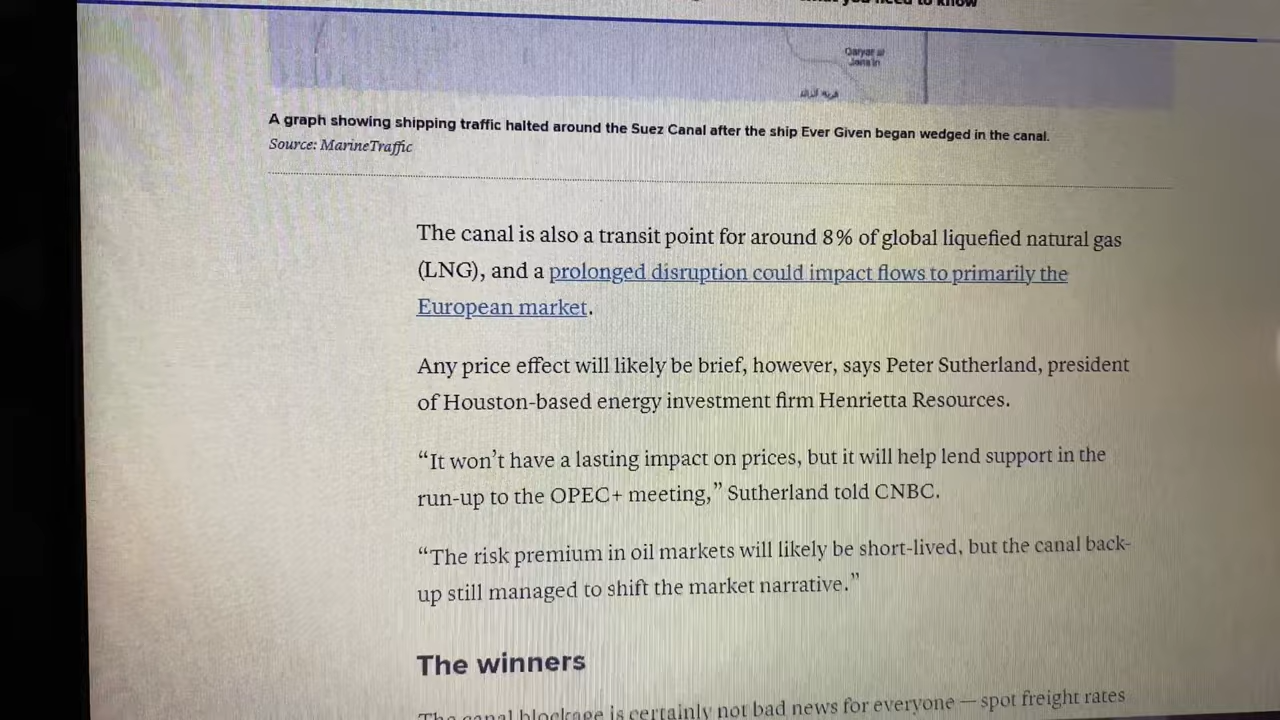 you need to know
Qaryat al
A graph showing shipping traffic halted around the Suez Canal after the ship Ever Given began wedged in the canal.
Source: MarineTraffic
The canal is also a transit point for around 8% of global liquefied natural gas
(LNG), and a prolonged disruption could impact flows to primarily the
European market.
Any price effect will likely be brief, however, says Peter Sutherland, president
of Houston-based energy investment firm Henrietta Resources.
“It won’t have a lasting impact on prices, but it will help lend support in the
run-up to the OPEC+ meeting,” Sutherland told CNBC.
“The risk premium in oil markets will likely be short-lived, but the canal back-
up still managed to shift the market narrative.”
The winners
The canal blockage is certainly not bad news for everyone — spot freight rates